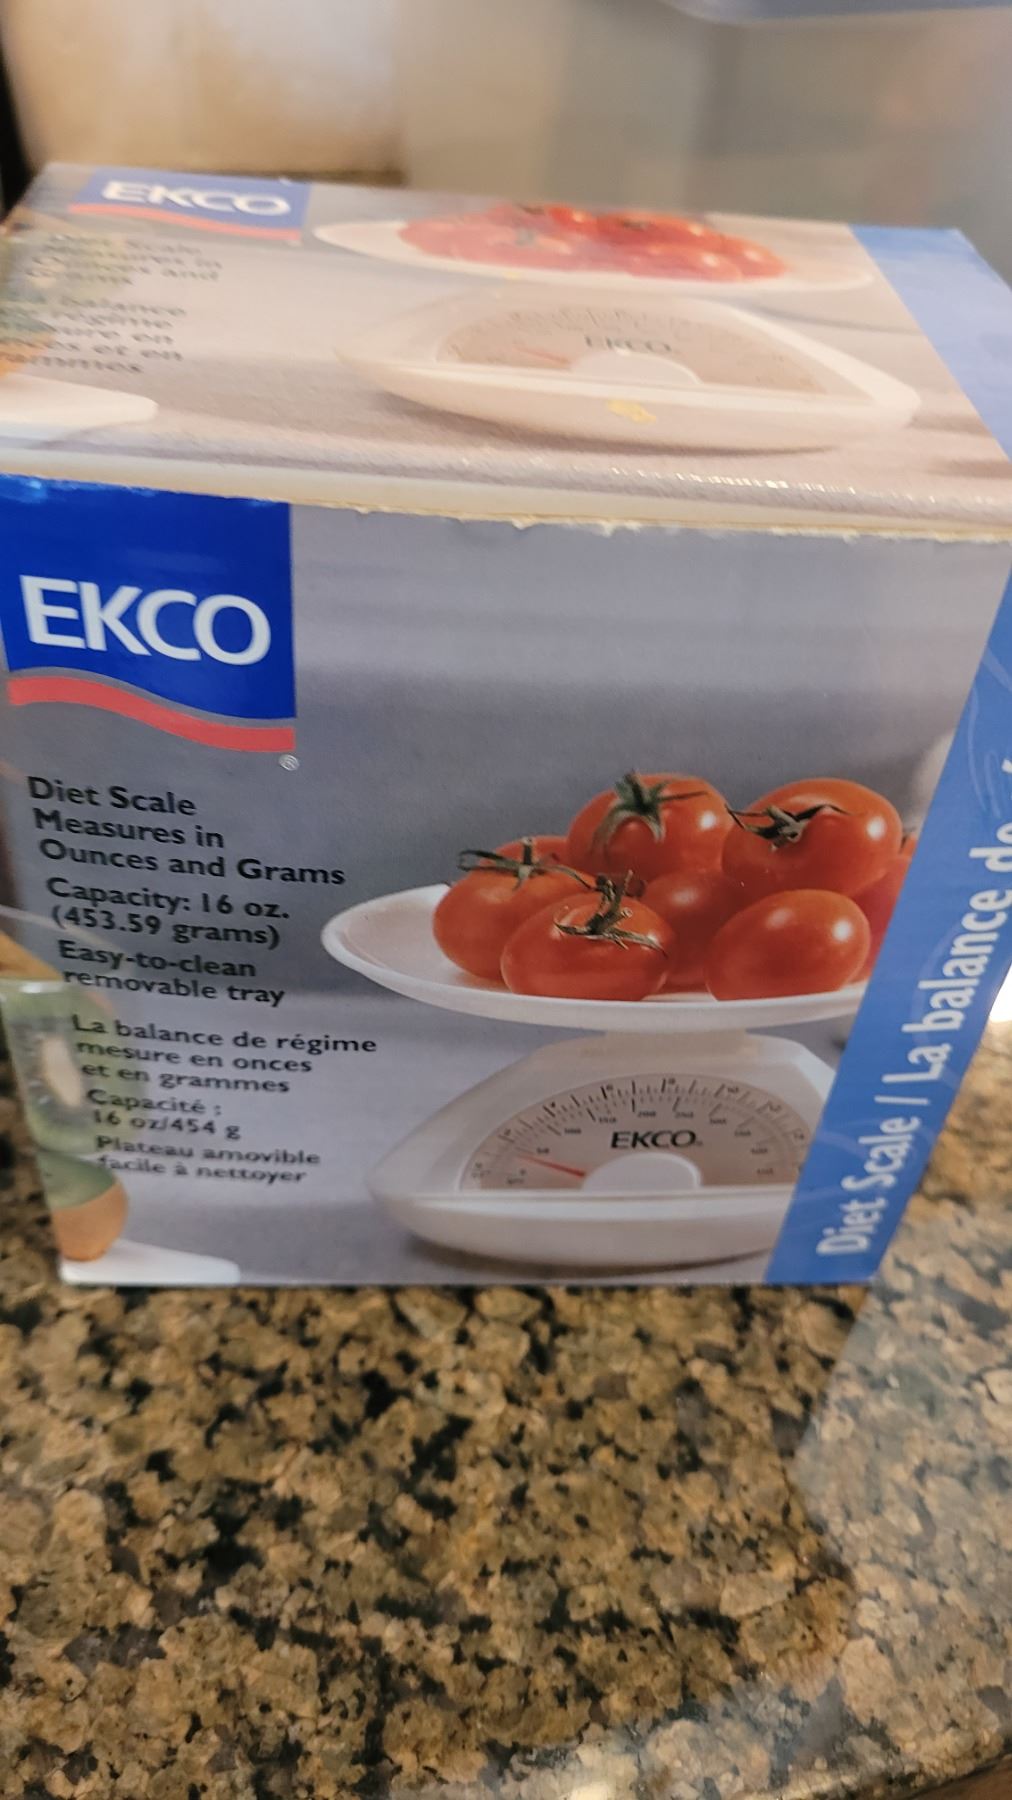 EKCO
EKCO
EKCO
®
Diet Scale
Measures in
Ounces and Grams
Capacity: 16 oz.
(453.59 grams)
Easy-to-clean
removable tray
La balance de régime
mesure en onces
et en grammes
Capacité :
16 oz/454 g
Plateau amovible
facile à nettoyer
EKCO
Diet Scale / La balance de